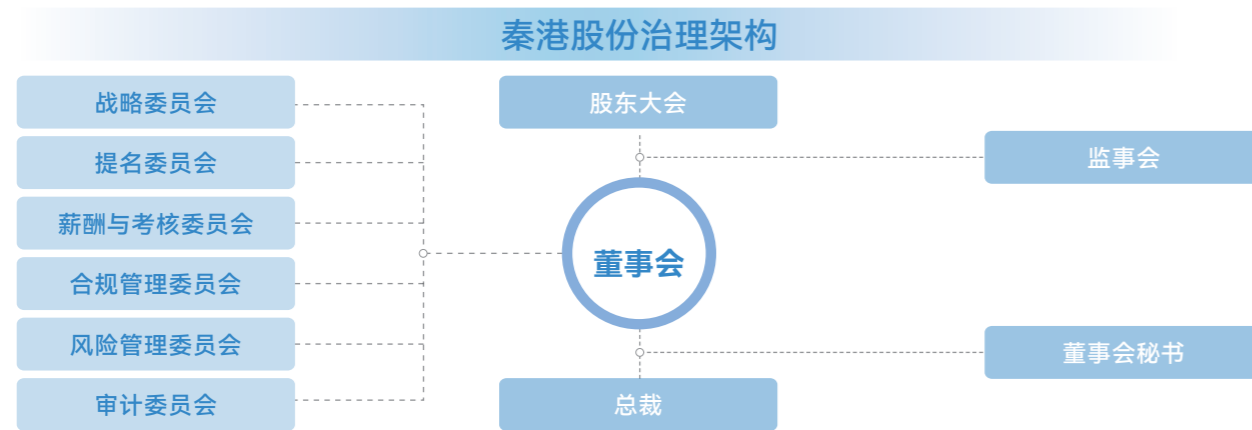 秦港股份治理架构
战略委员会
提名委员会
薪酬与考核委员会
合规管理委员会
风险管理委员会
审计委员会
股东大会
董事会
总裁
监事会
董事会秘书